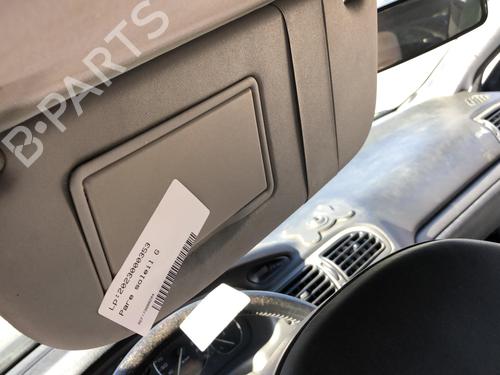 B-PARTS
Lp:2023000353
Pare soleil G